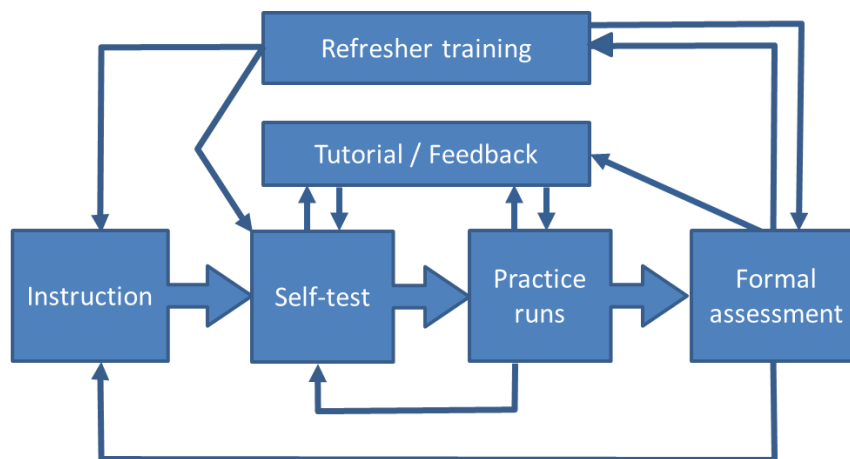 Refresher training
Tutorial / Feedback
Instruction
Self-test
Practice
runs
Formal
assessment